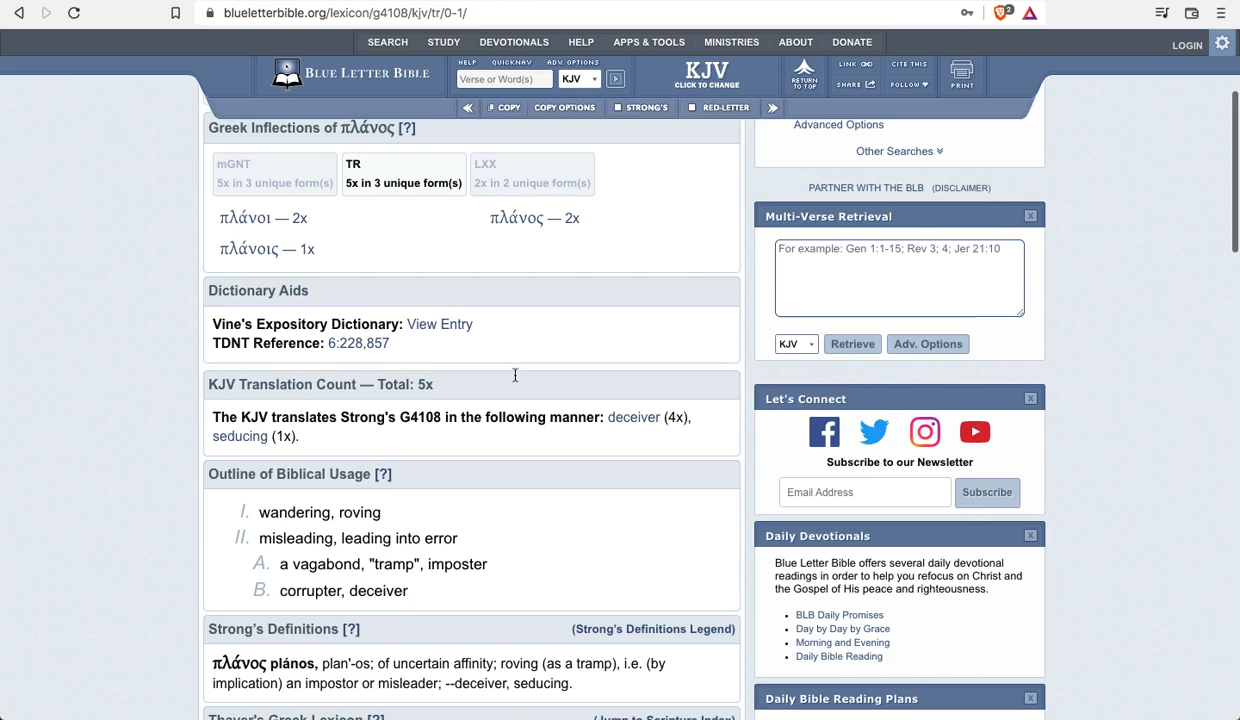 blueletterbible.org/lexicon/g4108/kjv/tr/0-1/
2
SEARCH STUDY DEVOTIONALS HELP APPS & TOOLS MINISTRIES ABOUT DONATE
LOGIN
BLUE LETTER BIBLE
HELP QUICKNAV ADV. OPTIONS
Verse or Word(s)
KJV
KJV
CLICK TO CHANGE
RETURN
TO TOP
LINK
CITE THIS
SHARE
FOLLOW
PRINT
COPY COPY OPTIONS STRONG'S RED-LETTER
Greek Inflections of πλάνος [?]
mGNT
5x in 3 unique form(s)
TR
5x in 3 unique form(s)
LXX
2x in 2 unique form(s)
πλάνοι — 2x
πλάνος — 2x
πλάνοις — 1x
Dictionary Aids
Vine's Expository Dictionary: View Entry
TDNT Reference: 6:228,857
KJV Translation Count — Total: 5x
The KJV translates Strong's G4108 in the following manner: deceiver (4x),
seducing (1x).
Outline of Biblical Usage [?]
I. wandering, roving
II. misleading, leading into error
A. a vagabond, "tramp", imposter
B. corrupter, deceiver
Strong's Definitions [?]
(Strong's Definitions Legend)
πλάνος plános, plan'-os; of uncertain affinity; roving (as a tramp), i.e. (by
implication) an impostor or misleader; --deceiver, seducing.
Thayer's Greek Lexicon [?]
(Jump to Scripture Index)
Advanced Options
Other Searches
PARTNER WITH THE BLB (DISCLAIMER)
Multi-Verse Retrieval
x
For example: Gen 1:1-15; Rev 3; 4; Jer 21:10
KJV
Retrieve
Adv. Options
Let's Connect
x
Subscribe to our Newsletter
Email Address
Subscribe
Daily Devotionals
x
Blue Letter Bible offers several daily devotional
readings in order to help you refocus on Christ and
the Gospel of His peace and righteousness.
BLB Daily Promises
Day by Day by Grace
Morning and Evening
Daily Bible Reading
Daily Bible Reading Plans
x